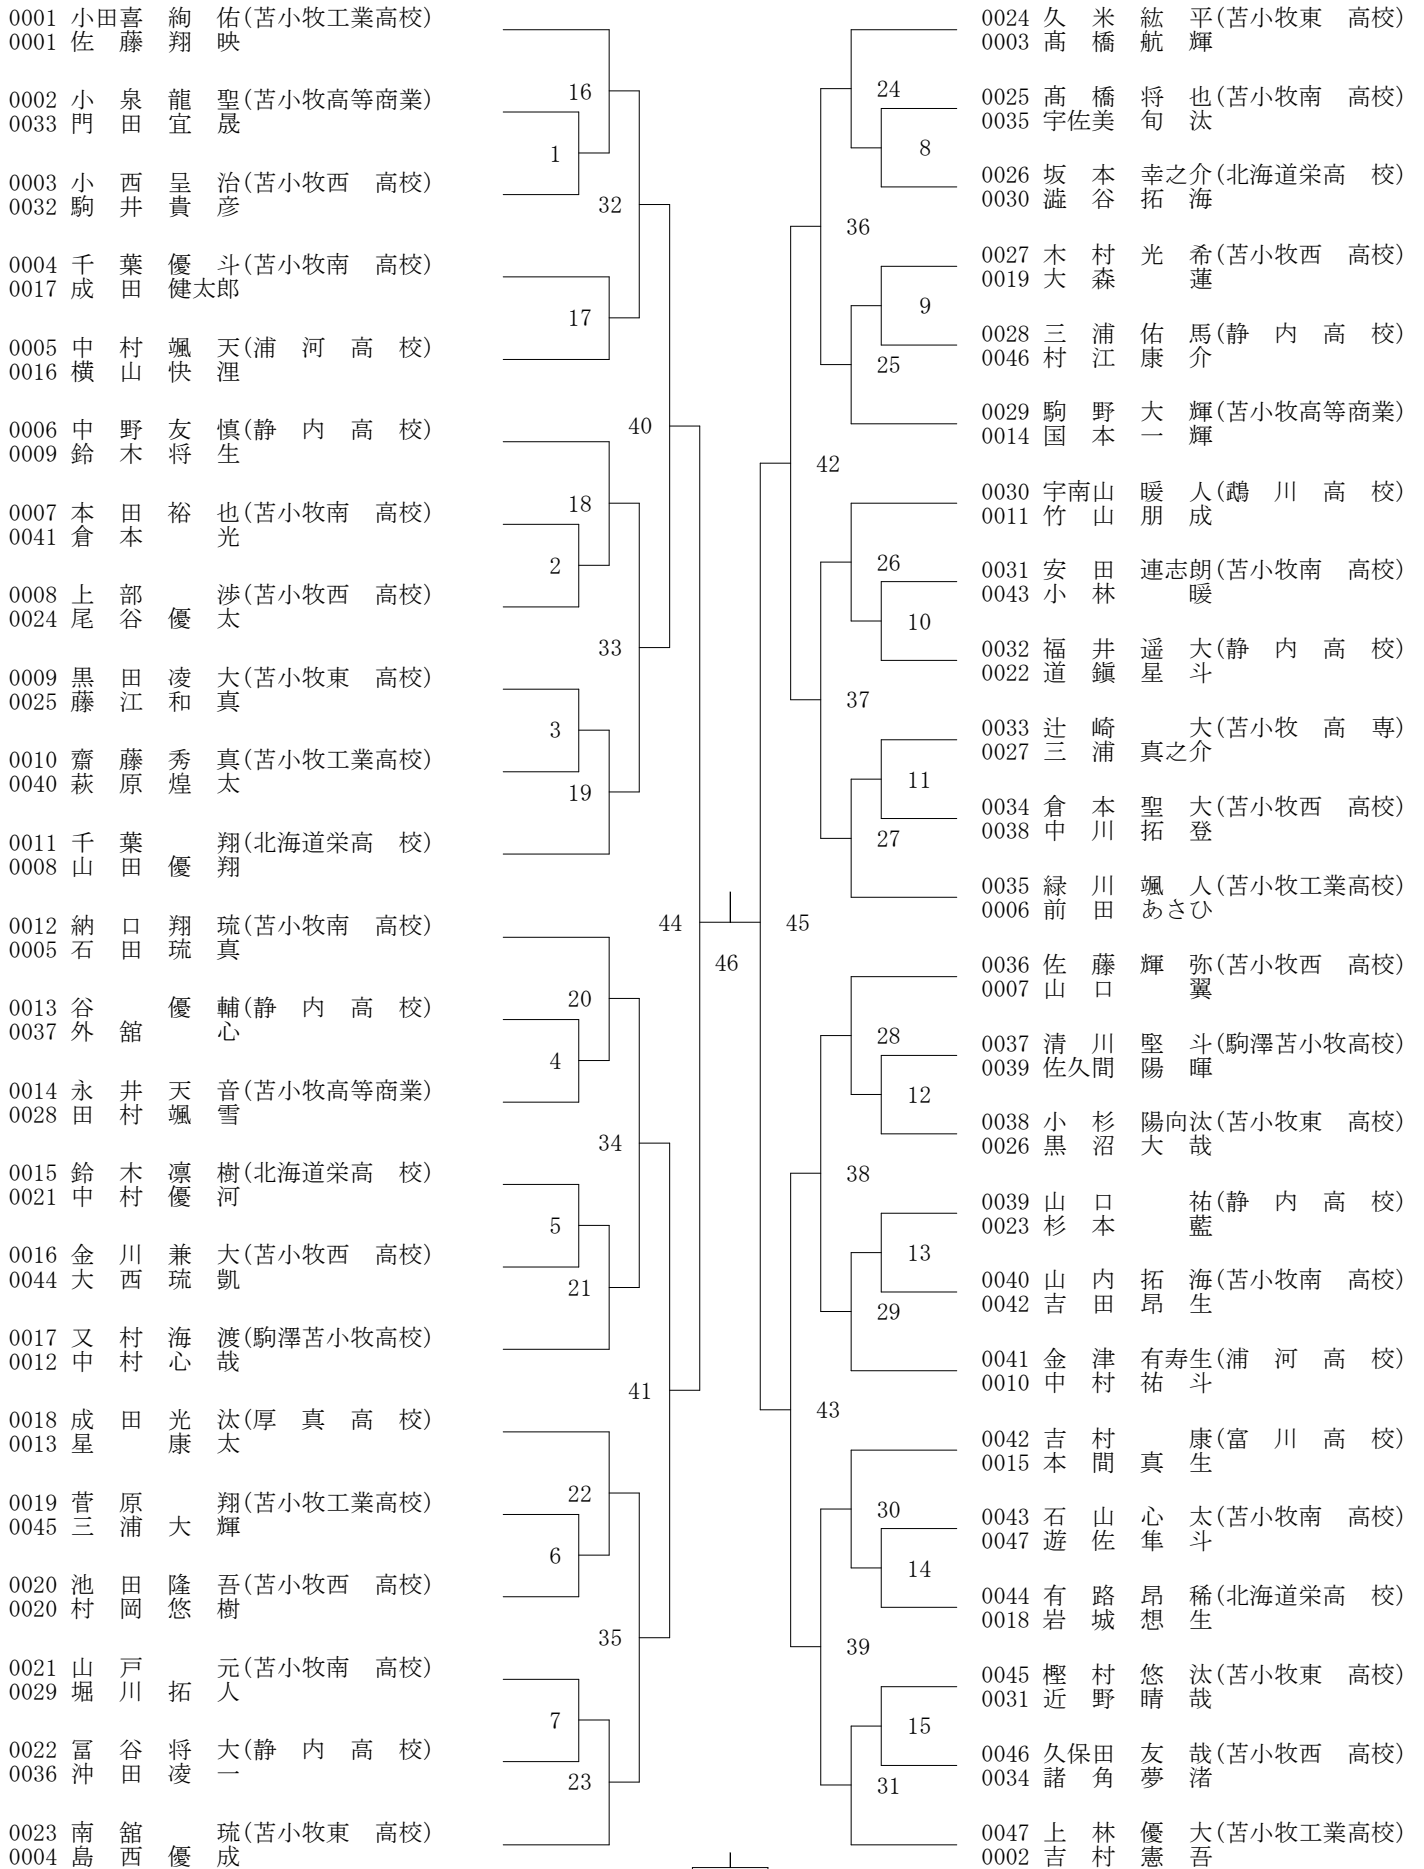 0001 小田喜 絢 佑(苫小牧工業高校)
0001 佐 藤 翔 映
16
0002 小 泉 龍 聖(苫小牧高等商業)
0033 門 田 宜 晟
1
0003 小 西 呈 治(苫小牧西 高校)
0032 駒 井 貴 彦
32
0004 千 葉 優 斗(苫小牧南 高校)
0017 成 田 健太郎
17
0005 中 村 颯 天(浦 河 高 校)
0016 横 山 快 浬
40
0006 中 野 友 慎(静 内 高 校)
0009 鈴 木 将 生
18
0007 本 田 裕 也(苫小牧南 高校)
0041 倉 本 光
2
0008 上 部 渉(苫小牧西 高校)
0024 尾 谷 優 太
33
0009 黒 田 凌 大(苫小牧東 高校)
0025 藤 江 和 真
3
0010 齋 藤 秀 真(苫小牧工業高校)
0040 萩 原 煌 太
19
0011 千 葉 翔(北海道栄高 校)
0008 山 田 優 翔
44
0012 納 口 翔 琉(苫小牧南 高校)
0005 石 田 琉 真
20
0013 谷 優 輔(静 内 高 校)
0037 外 舘 心
4
0014 永 井 天 音(苫小牧高等商業)
0028 田 村 颯 雪
34
0015 鈴 木 凛 樹(北海道栄高 校)
0021 中 村 優 河
5
0016 金 川 兼 大(苫小牧西 高校)
0044 大 西 琉 凱
21
0017 又 村 海 渡(駒澤苫小牧高校)
0012 中 村 心 哉
41
0018 成 田 光 汰(厚 真 高 校)
0013 星 康 太
22
0019 菅 原 翔(苫小牧工業高校)
0045 三 浦 大 輝
6
0020 池 田 隆 吾(苫小牧西 高校)
0020 村 岡 悠 樹
35
0021 山 戸 元(苫小牧南 高校)
0029 堀 川 拓 人
7
0022 冨 谷 将 大(静 内 高 校)
0036 沖 田 凌 一
23
0023 南 舘 琉(苫小牧東 高校)
0004 島 西 優 成
46
0024 久 米 紘 平(苫小牧東 高校)
0003 髙 橋 航 輝
24
0025 髙 橋 将 也(苫小牧南 高校)
0035 宇佐美 旬 汰
8
0026 坂 本 幸之介(北海道栄高 校)
0030 澁 谷 拓 海
36
0027 木 村 光 希(苫小牧西 高校)
0019 大 森 蓮
9
0028 三 浦 佑 馬(静 内 高 校)
0046 村 江 康 介
25
0029 駒 野 大 輝(苫小牧高等商業)
0014 国 本 一 輝
42
0030 宇南山 暖 人(鵡 川 高 校)
0011 竹 山 朋 成
26
0031 安 田 連志朗(苫小牧南 高校)
0043 小 林 暖
10
0032 福 井 遥 大(静 内 高 校)
0022 道 鎭 星 斗
37
0033 辻 崎 大(苫小牧 高 専)
0027 三 浦 真之介
11
0034 倉 本 聖 大(苫小牧西 高校)
0038 中 川 拓 登
27
0035 緑 川 颯 人(苫小牧工業高校)
0006 前 田 あさひ
45
0036 佐 藤 輝 弥(苫小牧西 高校)
0007 山 口 翼
28
0037 清 川 堅 斗(駒澤苫小牧高校)
0039 佐久間 陽 暉
12
0038 小 杉 陽向汰(苫小牧東 高校)
0026 黒 沼 大 哉
38
0039 山 口 祐(静 内 高 校)
0023 杉 本 藍
13
0040 山 内 拓 海(苫小牧南 高校)
0042 吉 田 昂 生
29
0041 金 津 有寿生(浦 河 高 校)
0010 中 村 祐 斗
43
0042 吉 村 康(富 川 高 校)
0015 本 間 真 生
30
0043 石 山 心 太(苫小牧南 高校)
0047 遊 佐 隼 斗
14
0044 有 路 昂 稀(北海道栄高 校)
0018 岩 城 想 生
39
0045 樫 村 悠 汰(苫小牧東 高校)
0031 近 野 晴 哉
15
0046 久保田 友 哉(苫小牧西 高校)
0034 諸 角 夢 渚
31
0047 上 林 優 大(苫小牧工業高校)
0002 吉 村 憲 吾